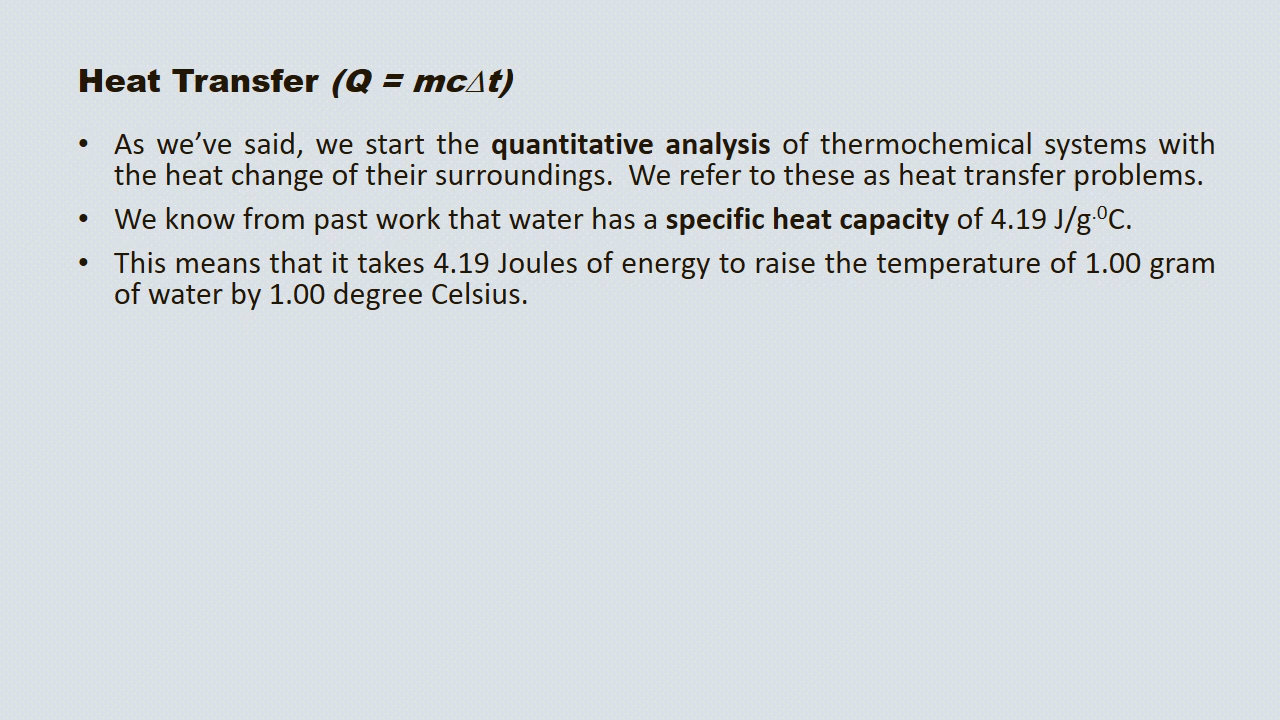 Heat Transfer (Q = mcΔt)
• As we’ve said, we start the quantitative analysis of thermochemical systems with
the heat change of their surroundings.  We refer to these as heat transfer problems.
• We know from past work that water has a specific heat capacity of 4.19 J/g·⁰C.
• This means that it takes 4.19 Joules of energy to raise the temperature of 1.00 gram
of water by 1.00 degree Celsius.